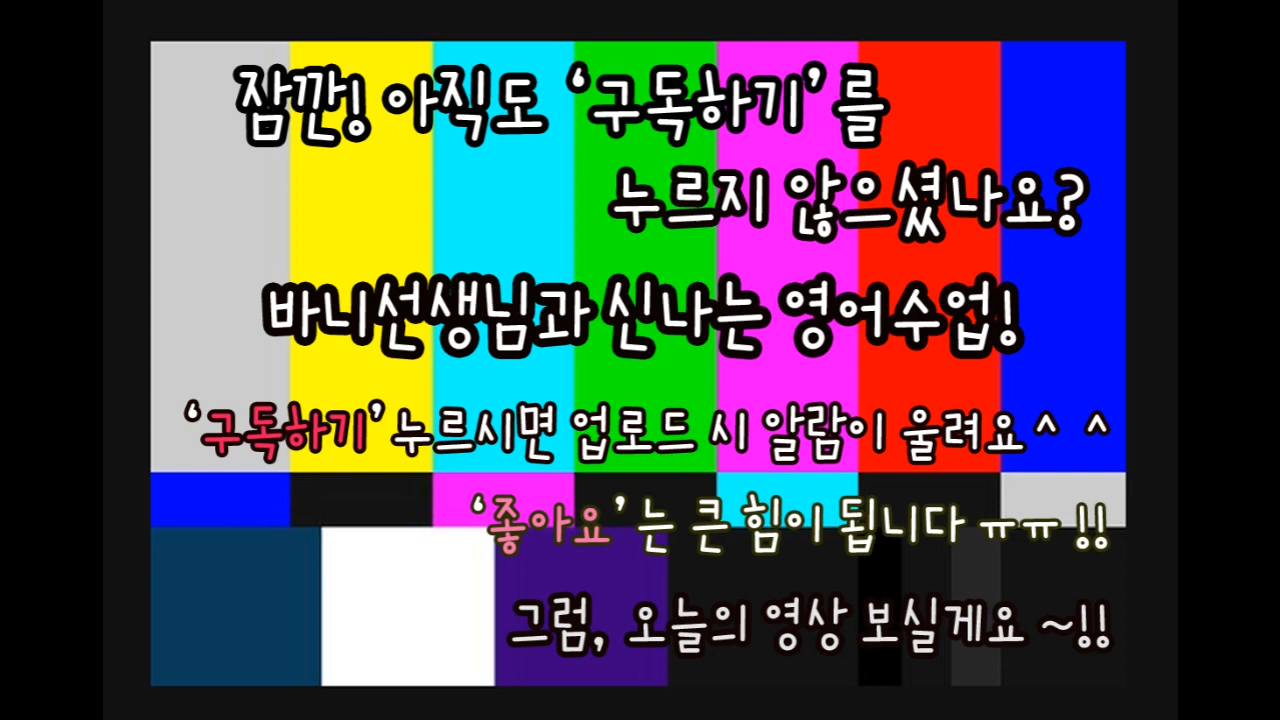 잠깐! 아직도 ‘구독하기’를
누르지 않으셨나요?
바니선생님과 신나는 영어수업!
‘구독하기’ 누르시면 업로드 시 알람이 울려요^ ^
‘좋아요’는 큰 힘이 됩니다 ㅠㅠ !!
그럼, 오늘의 영상 보실게요 ~!!